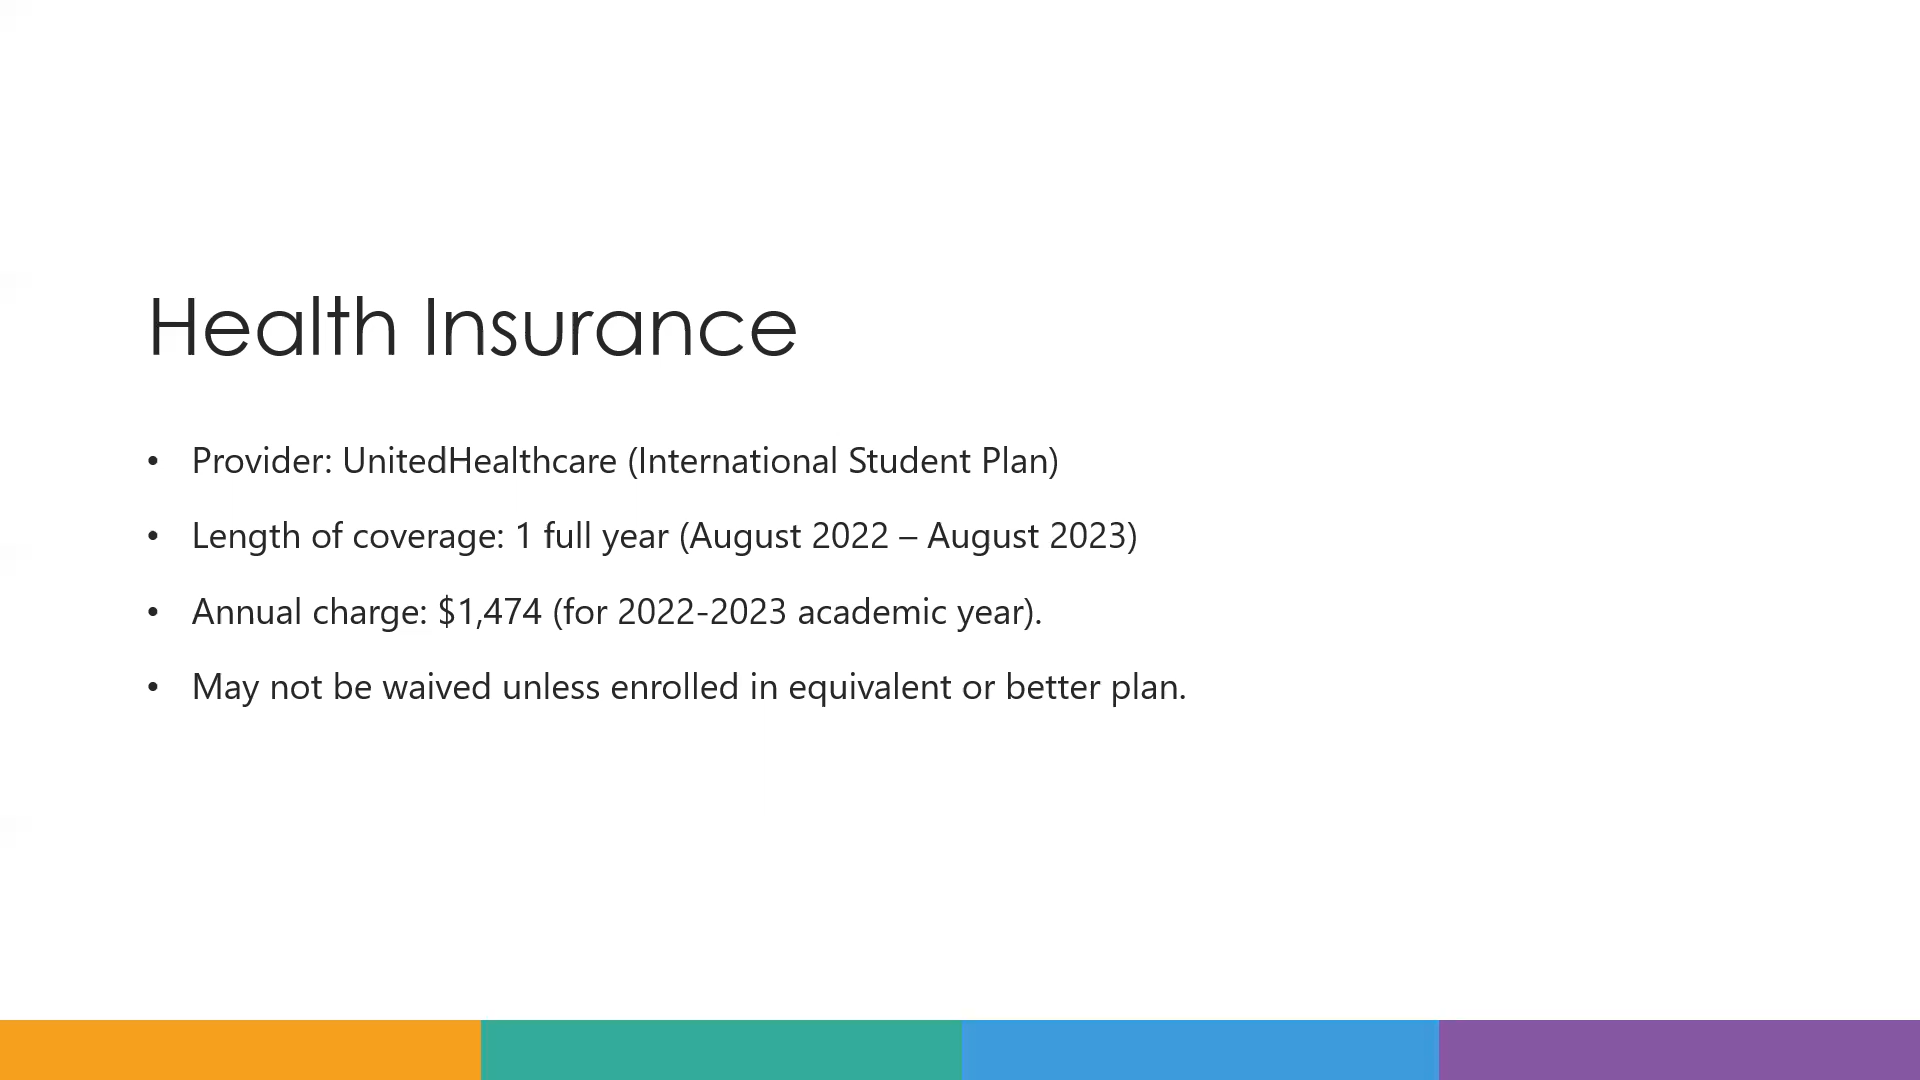 Health Insurance
• Provider: UnitedHealthcare (International Student Plan)
• Length of coverage: 1 full year (August 2022 – August 2023)
• Annual charge: $1,474 (for 2022-2023 academic year).
• May not be waived unless enrolled in equivalent or better plan.